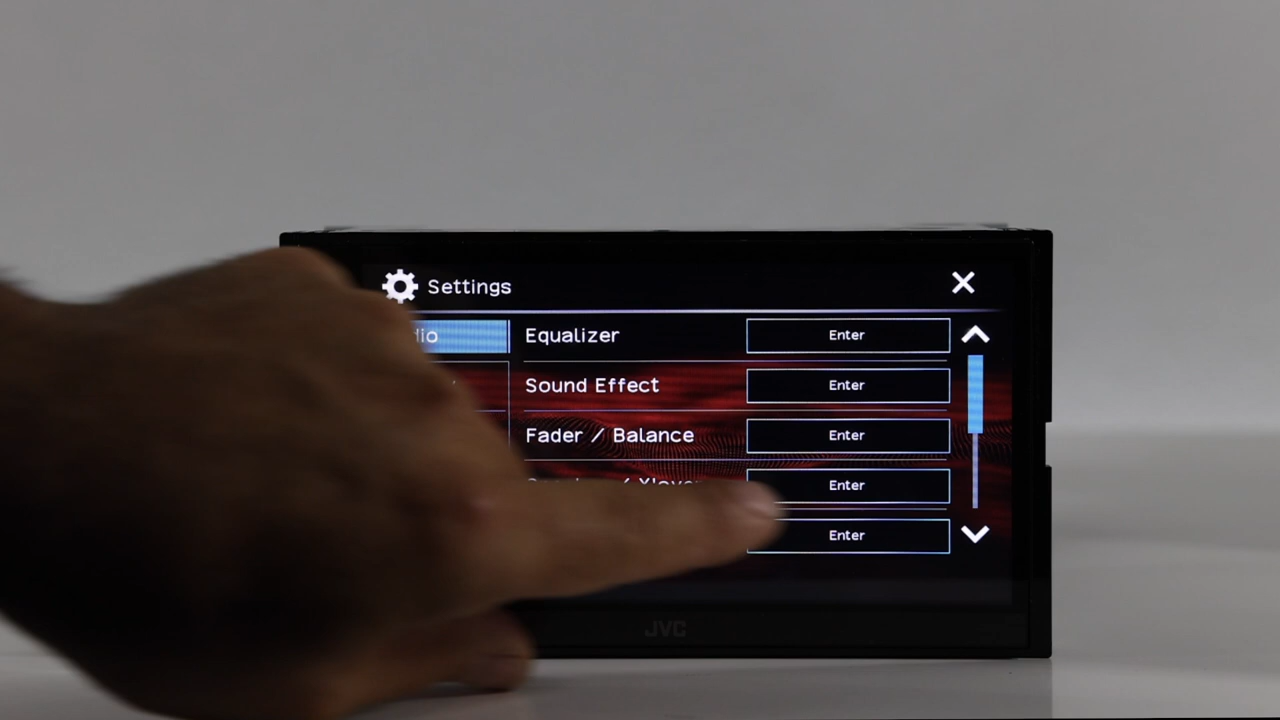 Settings
Equalizer Enter
Sound Effect Enter
Fader / Balance Enter
Enter
Enter
JVC